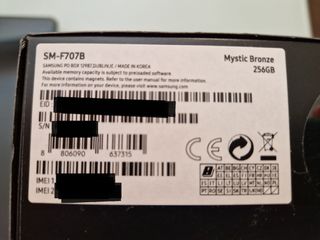 SM-F707B
Mystic Bronze
256GB
SAMSUNG PO BOX 12987, DUBLIN.IE / MADE IN KOREA
Available memory capacity is subject to preloaded software.
This device contains magnets. Refer to the user manual for more information.
For more information on your device, please visit www.samsung.com
EID
S/N
8 806090 637315
CE
IMEI 1
IMEI 2